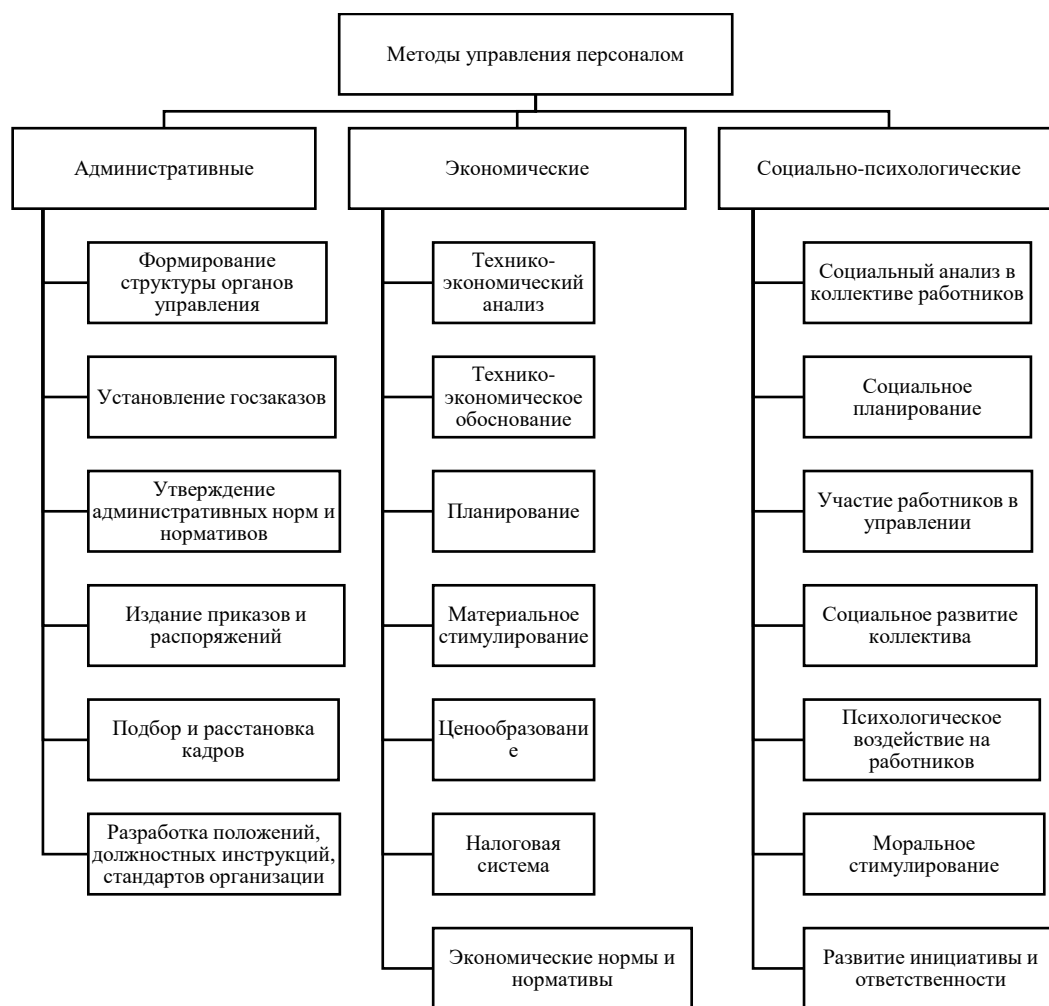 Методы управления персоналом
Административные
Экономические
Социально-психологические
Формирование
структуры органов
управления
Установление госзаказов
Утверждение
административных норм и
нормативов
Издание приказов и
распоряжений
Подбор и расстановка
кадров
Разработка положений,
должностных инструкций,
стандартов организации
Технико-
экономический
анализ
Технико-
экономическое
обоснование
Планирование
Материальное
стимулирование
Ценообразовани
е
Налоговая
система
Экономические нормы и
нормативы
Социальный анализ в
коллективе работников
Социальное
планирование
Участие работников в
управлении
Социальное развитие
коллектива
Психологическое
воздействие на
работников
Моральное
стимулирование
Развитие инициативы и
ответственности